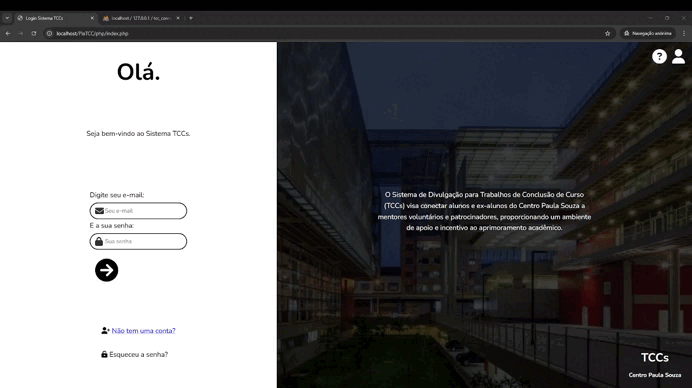 Login Sistema TCCs
localhost / 127.0.0.1 / tcc_con
localhost/PlaTCC/php/index.php
Navegação anônima
Olá.
Seja bem-vindo ao Sistema TCCs.
Digite seu e-mail:
Seu e-mail
E a sua senha:
Sua senha
Não tem uma conta?
Esqueceu a senha?
O Sistema de Divulgação para Trabalhos de Conclusão de Curso
(TCCs) visa conectar alunos e ex-alunos do Centro Paula Souza a
mentores voluntários e patrocinadores, proporcionando um ambiente
de apoio e incentivo ao aprimoramento acadêmico.
TCCs
Centro Paula Souza